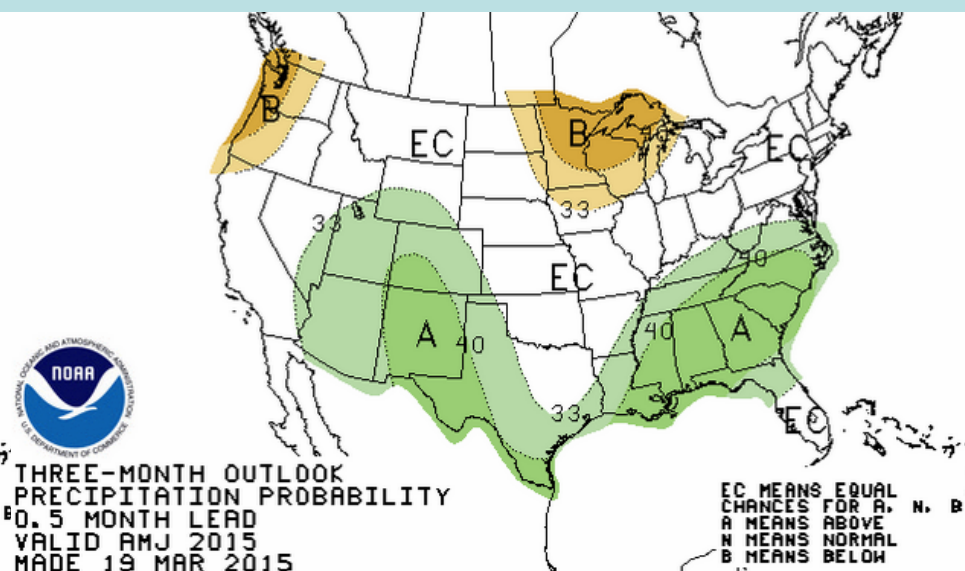 B
EC
B
40
EC
33
33
40
EC
A
40
40
A
33
EC
NATIONAL OCEANIC AND ATMOSPHERIC ADMINISTRATION
NOAA
U.S. DEPARTMENT OF COMMERCE
THREE-MONTH OUTLOOK
PRECIPITATION PROBABILITY
0.5 MONTH LEAD
VALID AMJ 2015
MADE 19 MAR 2015
EC MEANS EQUAL
CHANCES FOR A, N, B
A MEANS ABOVE
N MEANS NORMAL
B MEANS BELOW